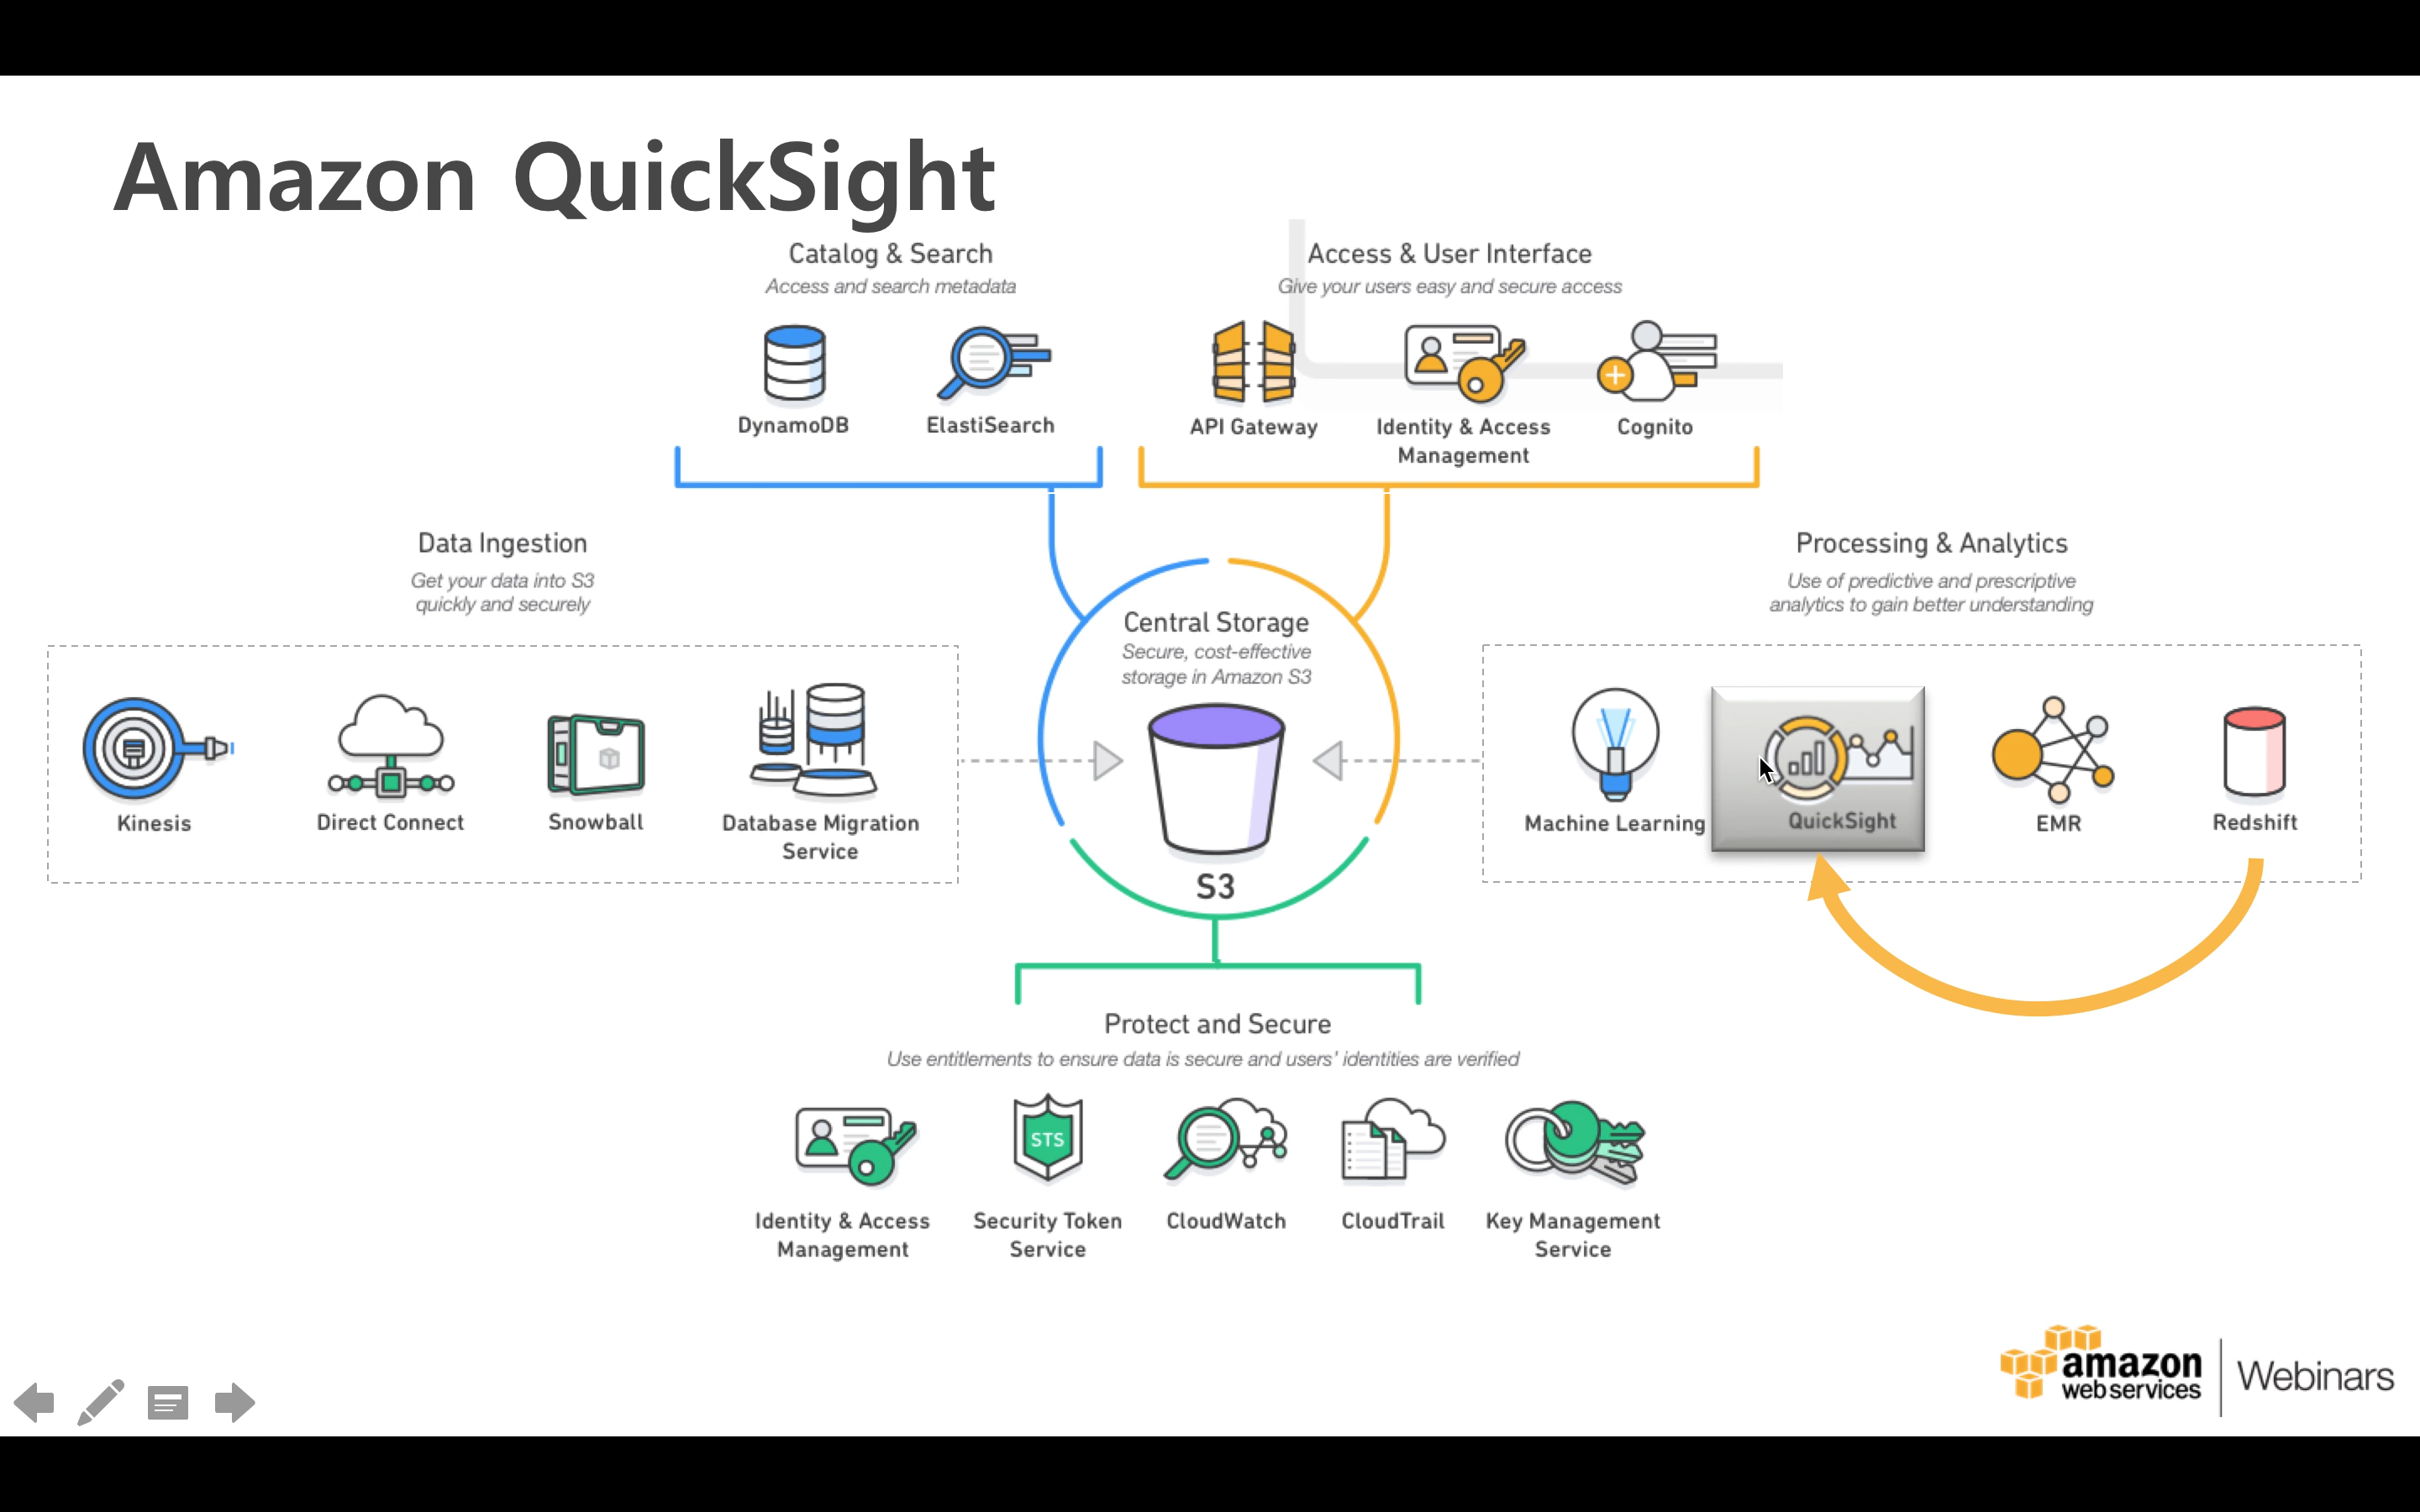 Amazon QuickSight
Catalog & Search
Access and search metadata
DynamoDB
ElastiSearch
Access & User Interface
Give your users easy and secure access
API Gateway
Identity & Access
Management
Cognito
Data Ingestion
Get your data into S3
quickly and securely
Kinesis
Direct Connect
Snowball
Database Migration
Service
Central Storage
Secure, cost-effective
storage in Amazon S3
S3
Processing & Analytics
Use of predictive and prescriptive
analytics to gain better understanding
Machine Learning
QuickSight
EMR
Redshift
Protect and Secure
Use entitlements to ensure data is secure and users' identities are verified
Identity & Access
Management
STS
Security Token
Service
CloudWatch
CloudTrail
Key Management
Service
amazon
web services
Webinars